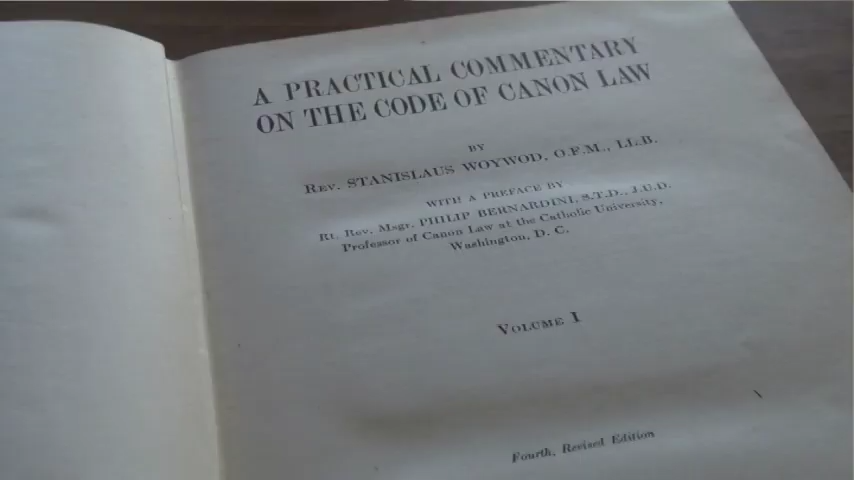 A PRACTICAL COMMENTARY
ON THE CODE OF CANON LAW
BY
REV. STANISLAUS WOYWOD, O.F.M., LL.B.
WITH A PREFACE BY
Rt. Rev. Msgr. PHILIP BERNARDINI, S.T.D., J.U.D.
Professor of Canon Law at the Catholic University,
Washington, D. C.
VOLUME I
Fourth, Revised Edition